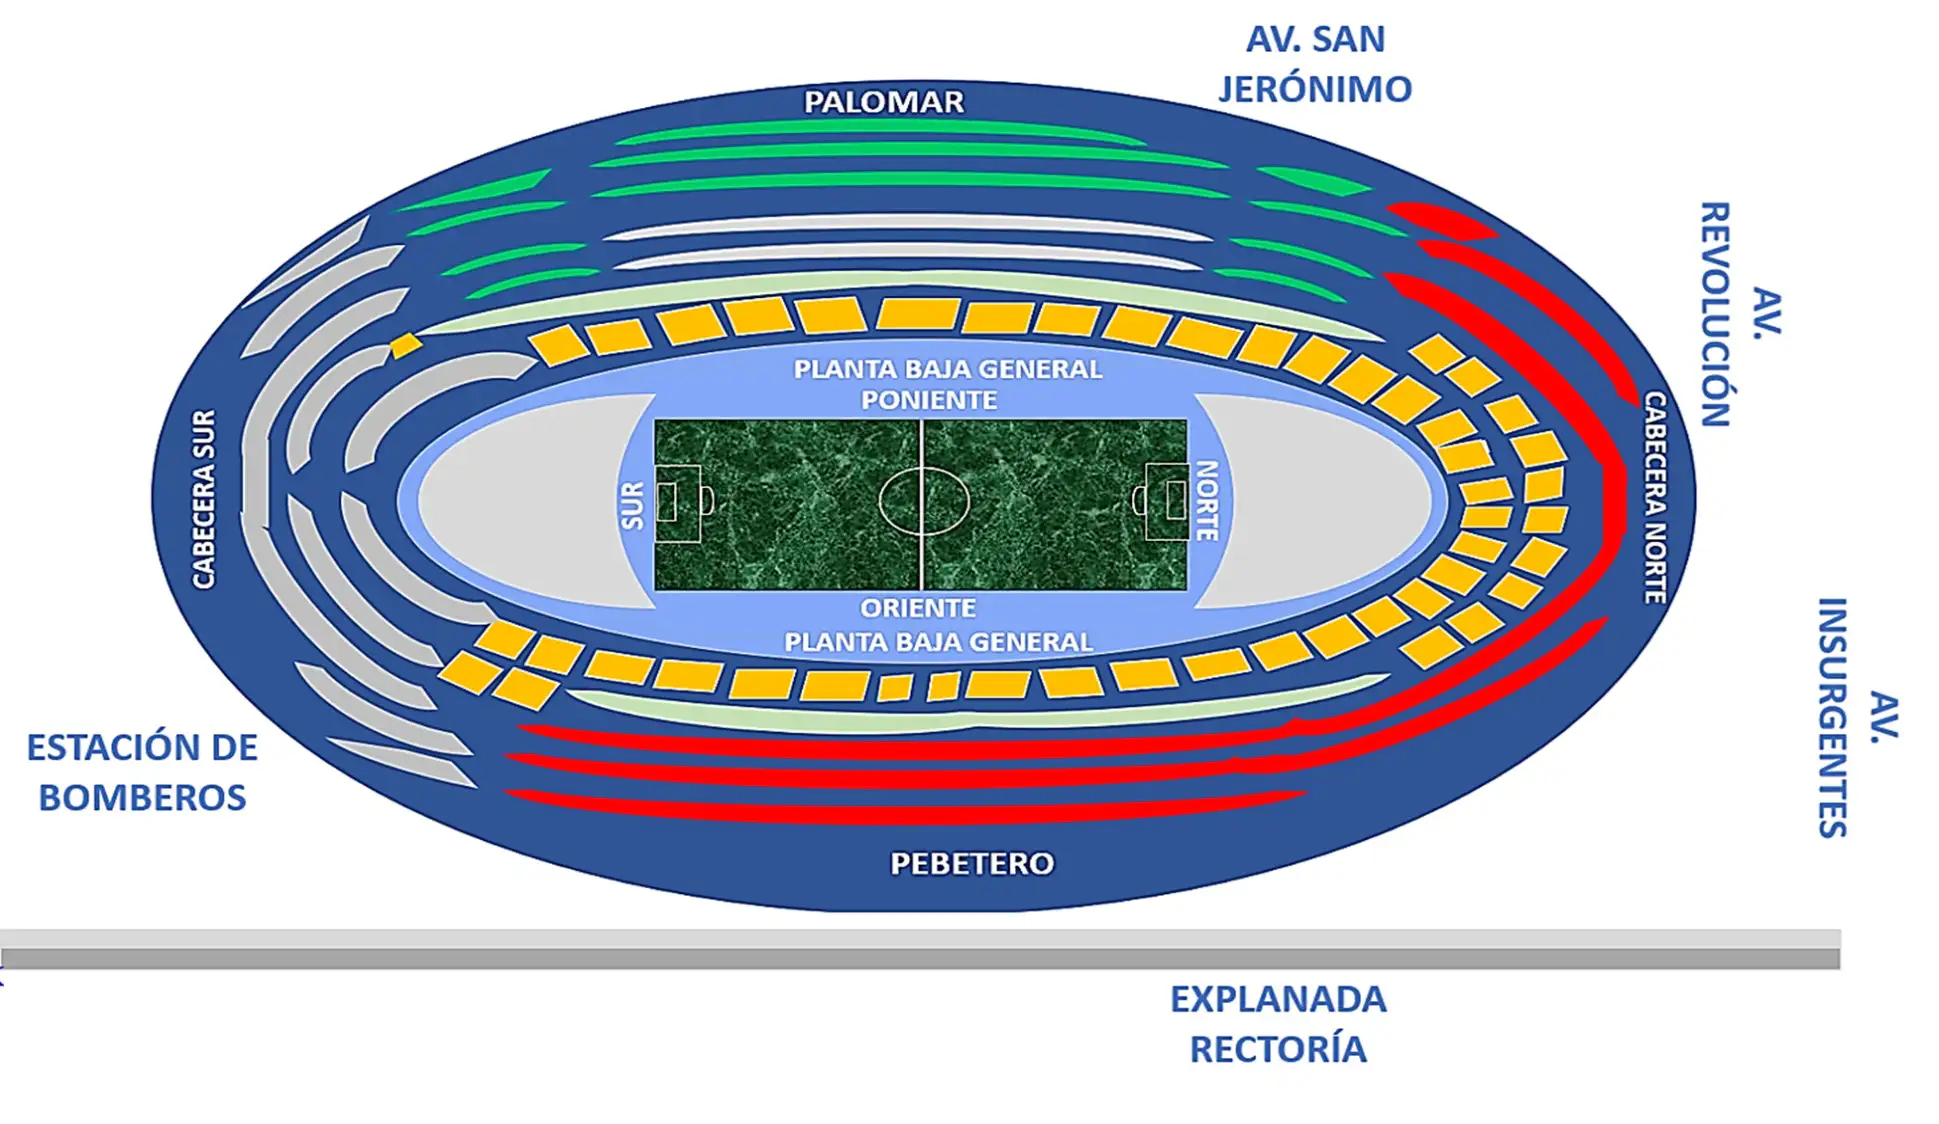 AV. SAN
JERÓNIMO
PALOMAR
AV.
REVOLUCIÓN
PLANTA BAJA GENERAL
PONIENTE
CABECERA SUR
SUR
NORTE
CABECERA NORTE
ORIENTE
PLANTA BAJA GENERAL
AV.
INSURGENTES
ESTACIÓN DE
BOMBEROS
PEBETERO
EXPLANADA
RECTORÍA